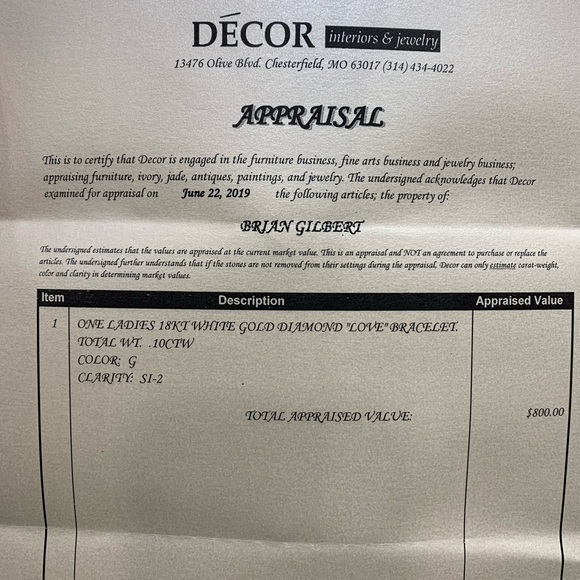 DÉCOR interiors & jewelry
13476 Olive Blvd. Chesterfield, MO 63017 (314) 434-4022
APPRAISAL
This is to certify that Decor is engaged in the furniture business, fine arts business and jewelry business;
appraising furniture, ivory, jade, antiques, paintings, and jewelry. The undersigned acknowledges that Decor
examined for appraisal on June 22, 2019 the following articles; the property of:
BRIAN GILBERT
The undersigned estimates that the values are appraised at the current market value. This is an appraisal and NOT an agreement to purchase or replace the
articles. The undersigned further understands that if the stones are not removed from their settings during the appraisal, Decor can only estimate carat-weight,
color and clarity in determining market values.
Item Description Appraised Value
1 ONE LADIES 18KT WHITE GOLD DIAMOND "LOVE" BRACELET.
TOTAL WT. .10CTW
COLOR: G
CLARITY: SI-2
TOTAL APPRAISED VALUE: $800.00